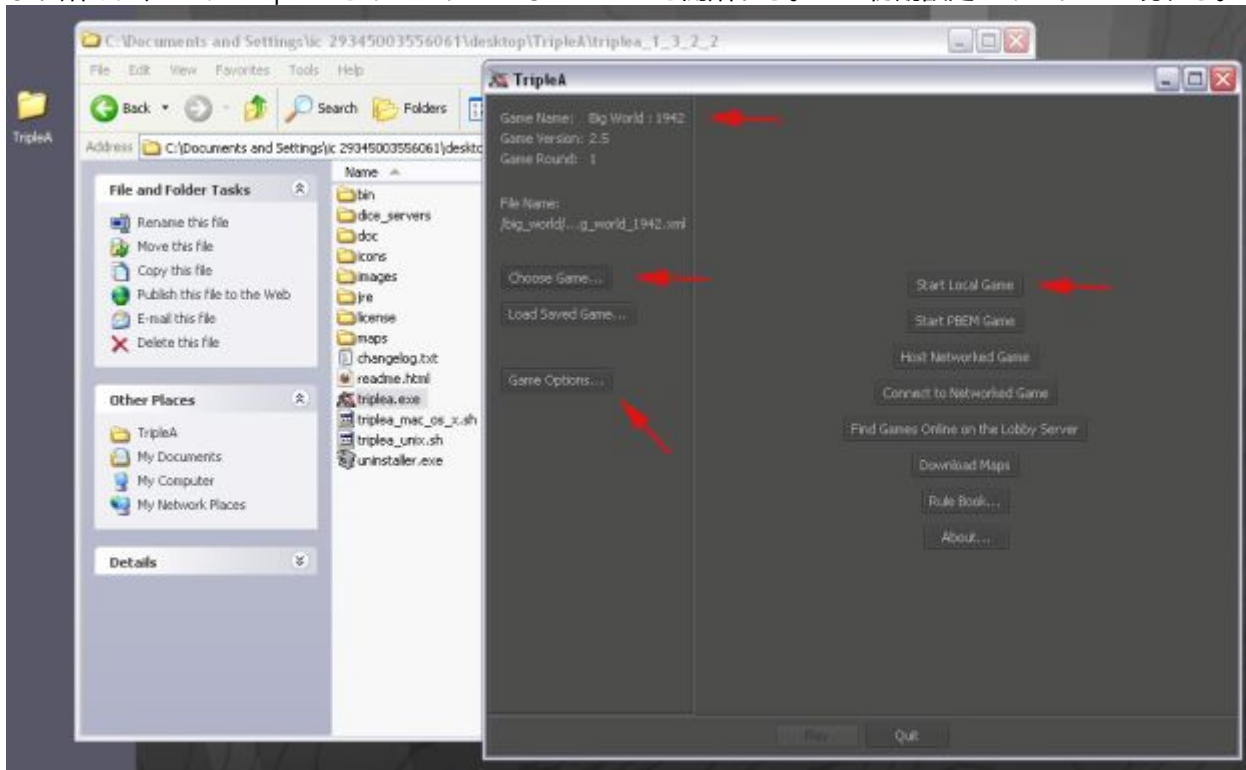 C:\Documents and Settings\ic 29345003556061\desktop\TripleA\triplea_1_3_2_2
File Edit View Favorites Tools Help
Back Search Folders
Address C:\Documents and Settings\ic 29345003556061\deskto
TripleA
File and Folder Tasks
Rename this file
Move this file
Copy this file
Publish this file to the Web
E-mail this file
Delete this file
Other Places
TripleA
My Documents
My Computer
My Network Places
Details
Name
bin
dice_servers
doc
icons
images
jre
license
maps
changelog.txt
readme.html
triplea.exe
triplea_mac_os_x.sh
triplea_unix.sh
uninstaller.exe
TripleA
Game Name: Big World : 1942
Game Version: 2.5
Game Round: 1
File Name:
/big_world/...g_world_1942.xml
Choose Game...
Load Saved Game...
Game Options...
Start Local Game
Start PBEM Game
Host Networked Game
Connect to Networked Game
Find Games Online on the Lobby Server
Download Maps
Rule Book...
About...
Play
Quit